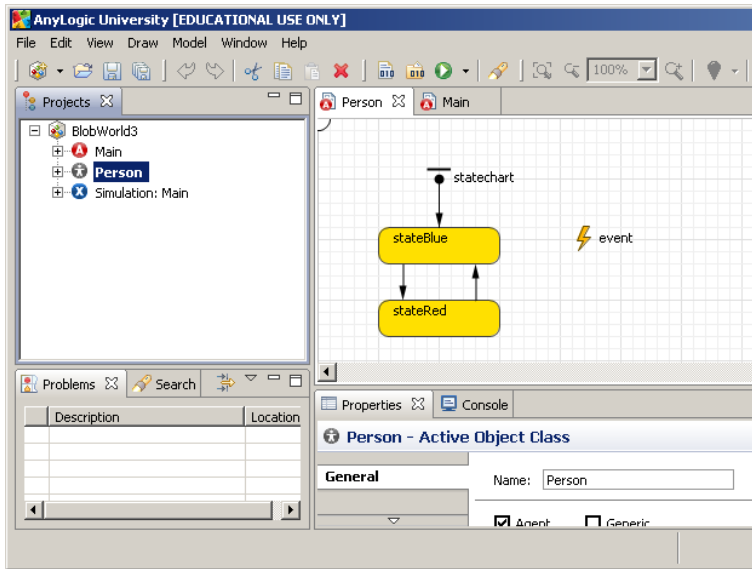 AnyLogic University [EDUCATIONAL USE ONLY]
File Edit View Draw Model Window Help
010 010 100%
Projects
Person Main
BlobWorld3
A Main
Person
X Simulation: Main
statechart
stateBlue
event
stateRed
Problems Search
Description Location
Properties Console
Person - Active Object Class
General
Name: Person
Agent Generic